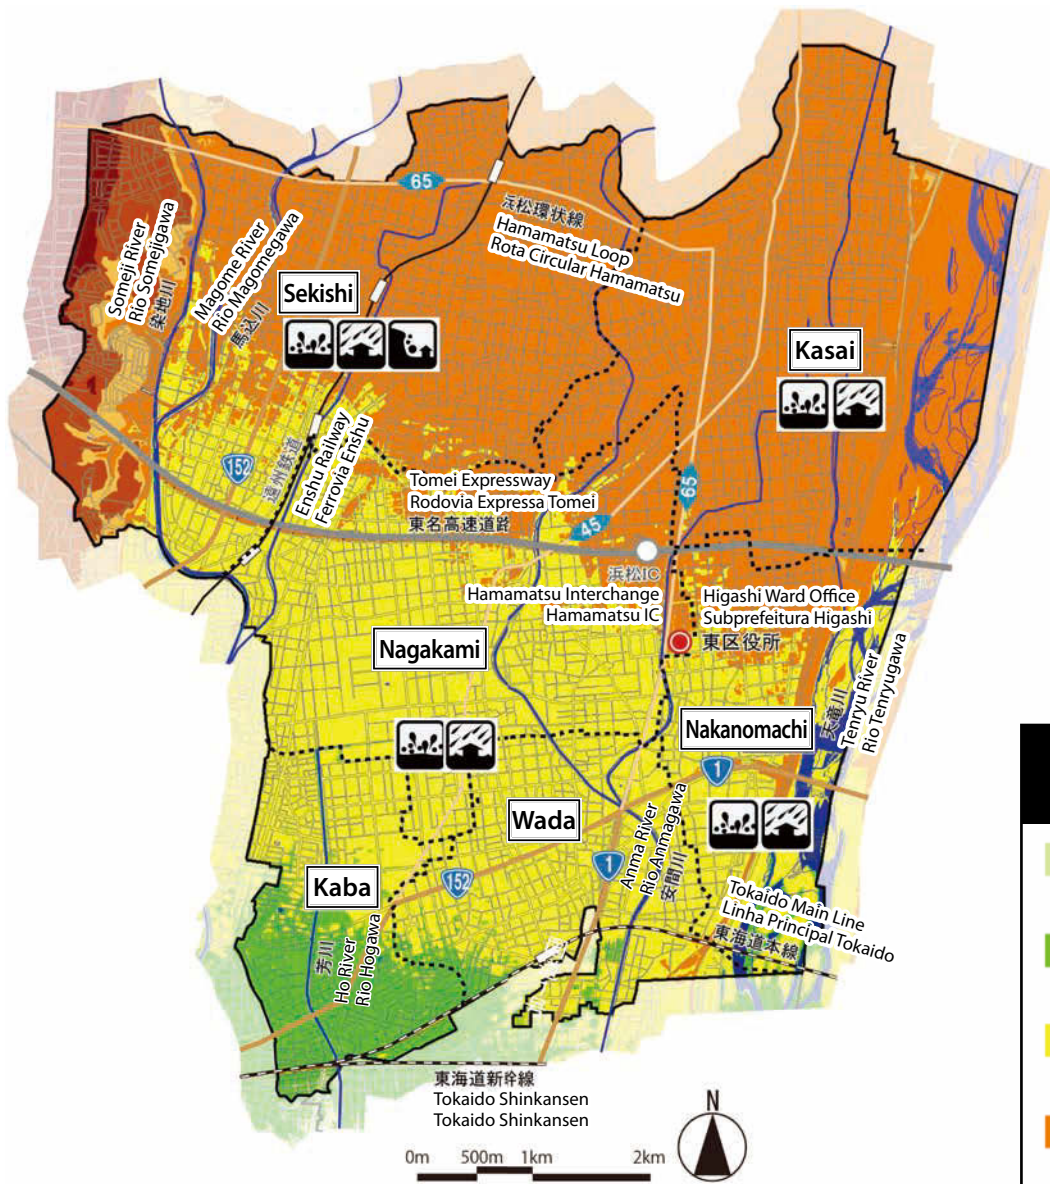 65
浜松環状線
Hamamatsu Loop
Rota Circular Hamamatsu
Someji River
Rio Somejigawa
染地川
Magome River
Rio Magomegawa
馬込川
Sekishi
Kasai
152
遠州鉄道
Enshu Railway
Ferrovia Enshu
Tomei Expressway
Rodovia Expressa Tomei
東名高速道路
45
65
浜松IC
Hamamatsu Interchange
Hamamatsu IC
Higashi Ward Office
Subprefeitura Higashi
東区役所
Nagakami
天竜川
Tenryu River
Rio Tenryugawa
Nakanomachi
1
Wada
1
Anma River
Rio Anmagawa
安間川
Kaba
152
芳川
Ho River
Rio Hogawa
Tokaido Main Line
Linha Principal Tokaido
東海道本線
東海道新幹線
Tokaido Shinkansen
Tokaido Shinkansen
N
0m 500m 1km 2km